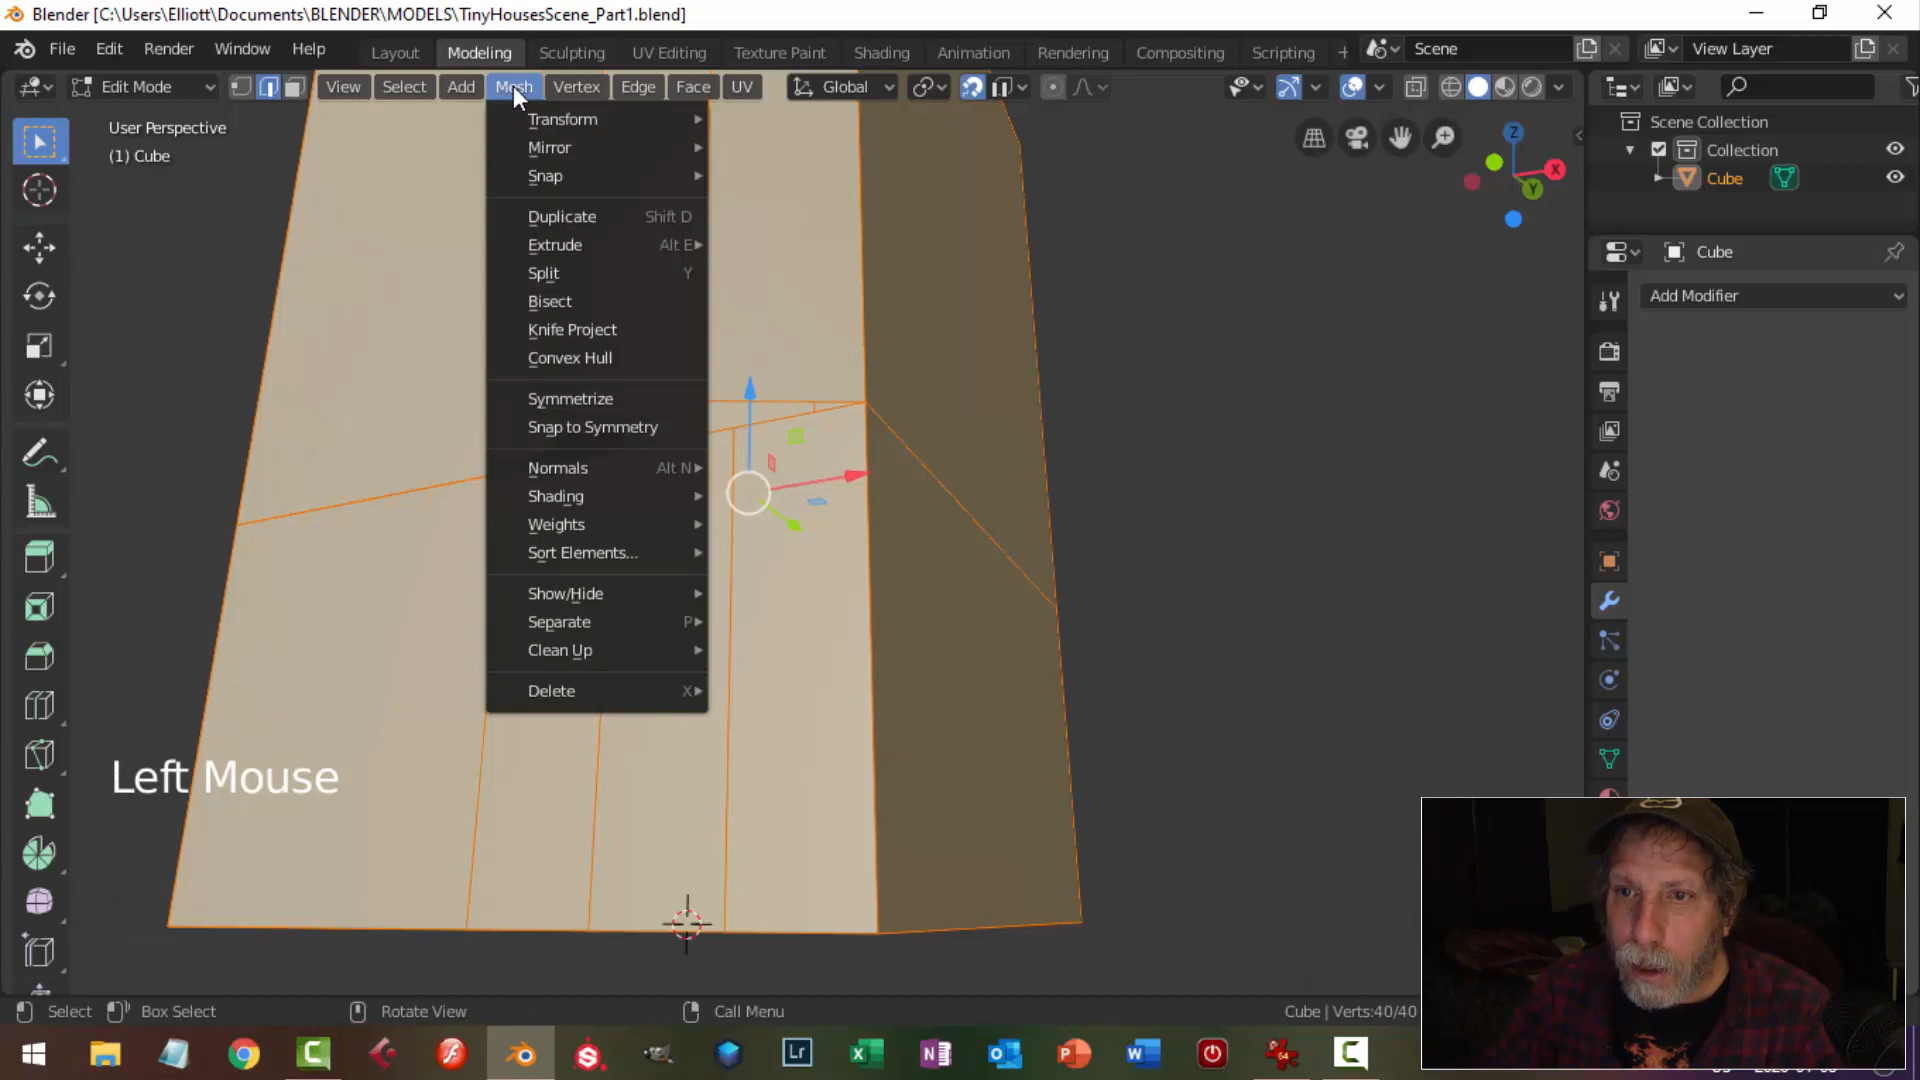 Blender [C:\Users\Elliott\Documents\BLENDER\MODELS\TinyHousesScene_Part1.blend]
File Edit Render Window Help Layout Modeling Sculpting UV Editing Texture Paint Shading Animation Rendering Compositing Scripting + Scene View Layer
Edit Mode View Select Add Mesh Vertex Edge Face UV Global
User Perspective
(1) Cube
Transform
Mirror
Snap
Duplicate Shift D
Extrude Alt E
Split Y
Bisect
Knife Project
Convex Hull
Symmetrize
Snap to Symmetry
Normals Alt N
Shading
Weights
Sort Elements...
Show/Hide
Separate P
Clean Up
Delete X
Z
X
Y
Scene Collection
Collection
Cube
Cube
Add Modifier
Left Mouse
Select Box Select Rotate View Call Menu Cube | Verts:40/40
Lr
64